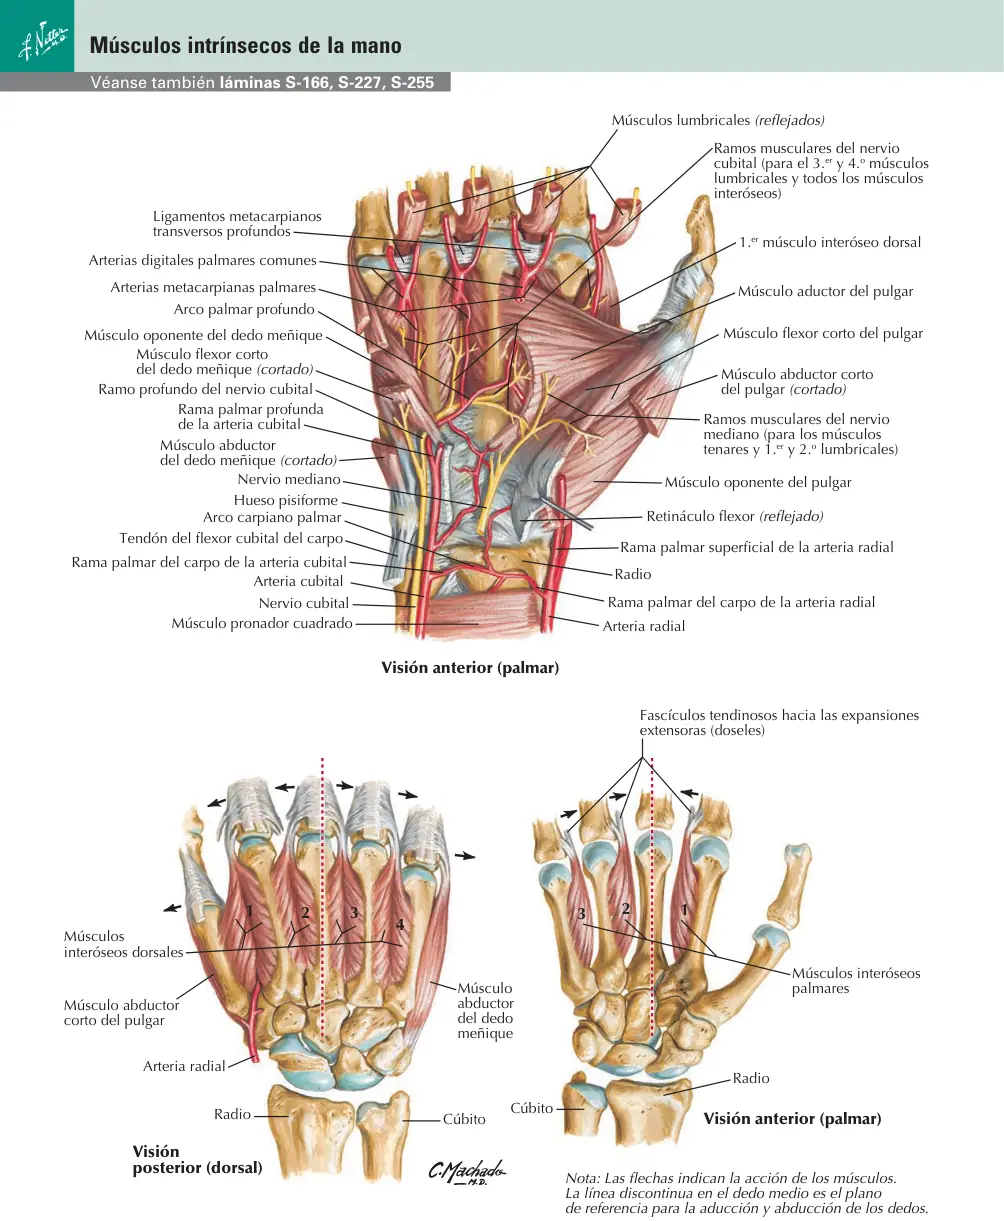 F. Netter M.D.
Músculos intrínsecos de la mano
Véanse también láminas S-166, S-227, S-255
Músculos lumbricales (reflejados)
Ramos musculares del nervio
cubital (para el 3.er y 4.o músculos
lumbricales y todos los músculos
interóseos)
1.er músculo interóseo dorsal
Músculo aductor del pulgar
Músculo flexor corto del pulgar
Músculo abductor corto
del pulgar (cortado)
Ramos musculares del nervio
mediano (para los músculos
tenares y 1.er y 2.o lumbricales)
Músculo oponente del pulgar
Retináculo flexor (reflejado)
Rama palmar superficial de la arteria radial
Radio
Rama palmar del carpo de la arteria radial
Arteria radial
Ligamentos metacarpianos
transversos profundos
Arterias digitales palmares comunes
Arterias metacarpianas palmares
Arco palmar profundo
Músculo oponente del dedo meñique
Músculo flexor corto
del dedo meñique (cortado)
Ramo profundo del nervio cubital
Rama palmar profunda
de la arteria cubital
Músculo abductor
del dedo meñique (cortado)
Nervio mediano
Hueso pisiforme
Arco carpiano palmar
Tendón del flexor cubital del carpo
Rama palmar del carpo de la arteria cubital
Arteria cubital
Nervio cubital
Músculo pronador cuadrado
Visión anterior (palmar)
1
2
3
4
Músculos
interóseos dorsales
Músculo abductor
corto del pulgar
Arteria radial
Radio
Músculo
abductor
del dedo
meñique
Cúbito
Visión
posterior (dorsal)
C. Machado
M.D.
Fascículos tendinosos hacia las expansiones
extensoras (doseles)
3
2
1
Músculos interóseos
palmares
Radio
Cúbito
Visión anterior (palmar)
Nota: Las flechas indican la acción de los músculos.
La línea discontinua en el dedo medio es el plano
de referencia para la aducción y abducción de los dedos.